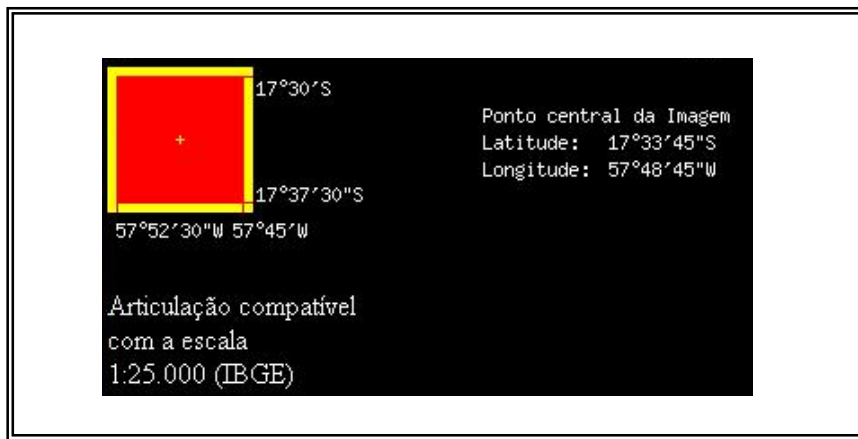 17°30′S
Ponto central da Imagem
Latitude: 17°33′45"S
Longitude: 57°48′45"W
17°37′30"S
57°52′30"W 57°45′W
Articulação compatível
com a escala
1:25.000 (IBGE)